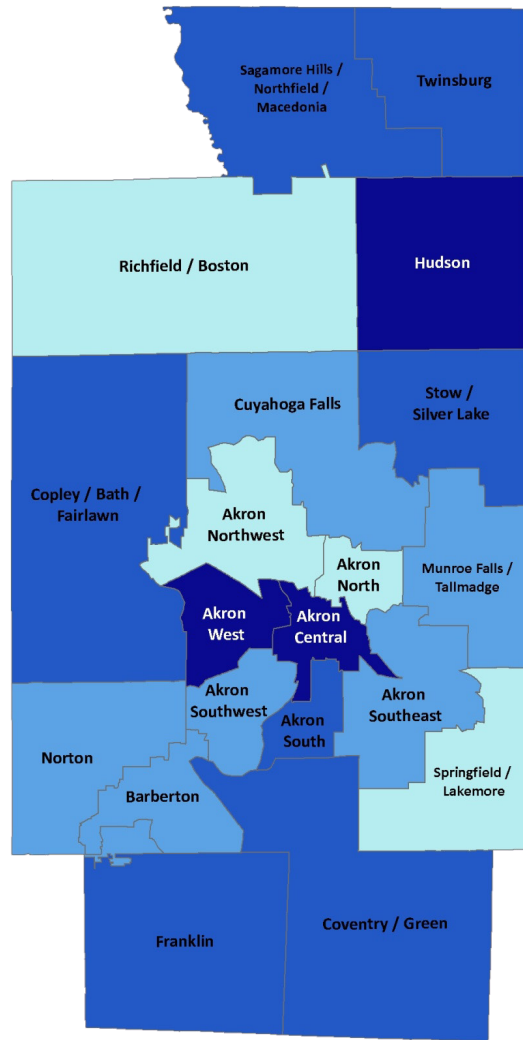 Sagamore Hills /
Northfield /
Macedonia
Twinsburg
Richfield / Boston
Hudson
Cuyahoga Falls
Stow /
Silver Lake
Copley / Bath /
Fairlawn
Akron
Northwest
Akron
North
Munroe Falls /
Tallmadge
Akron
West
Akron
Central
Akron
Southwest
Akron
South
Akron
Southeast
Norton
Barberton
Springfield /
Lakemore
Franklin
Coventry / Green